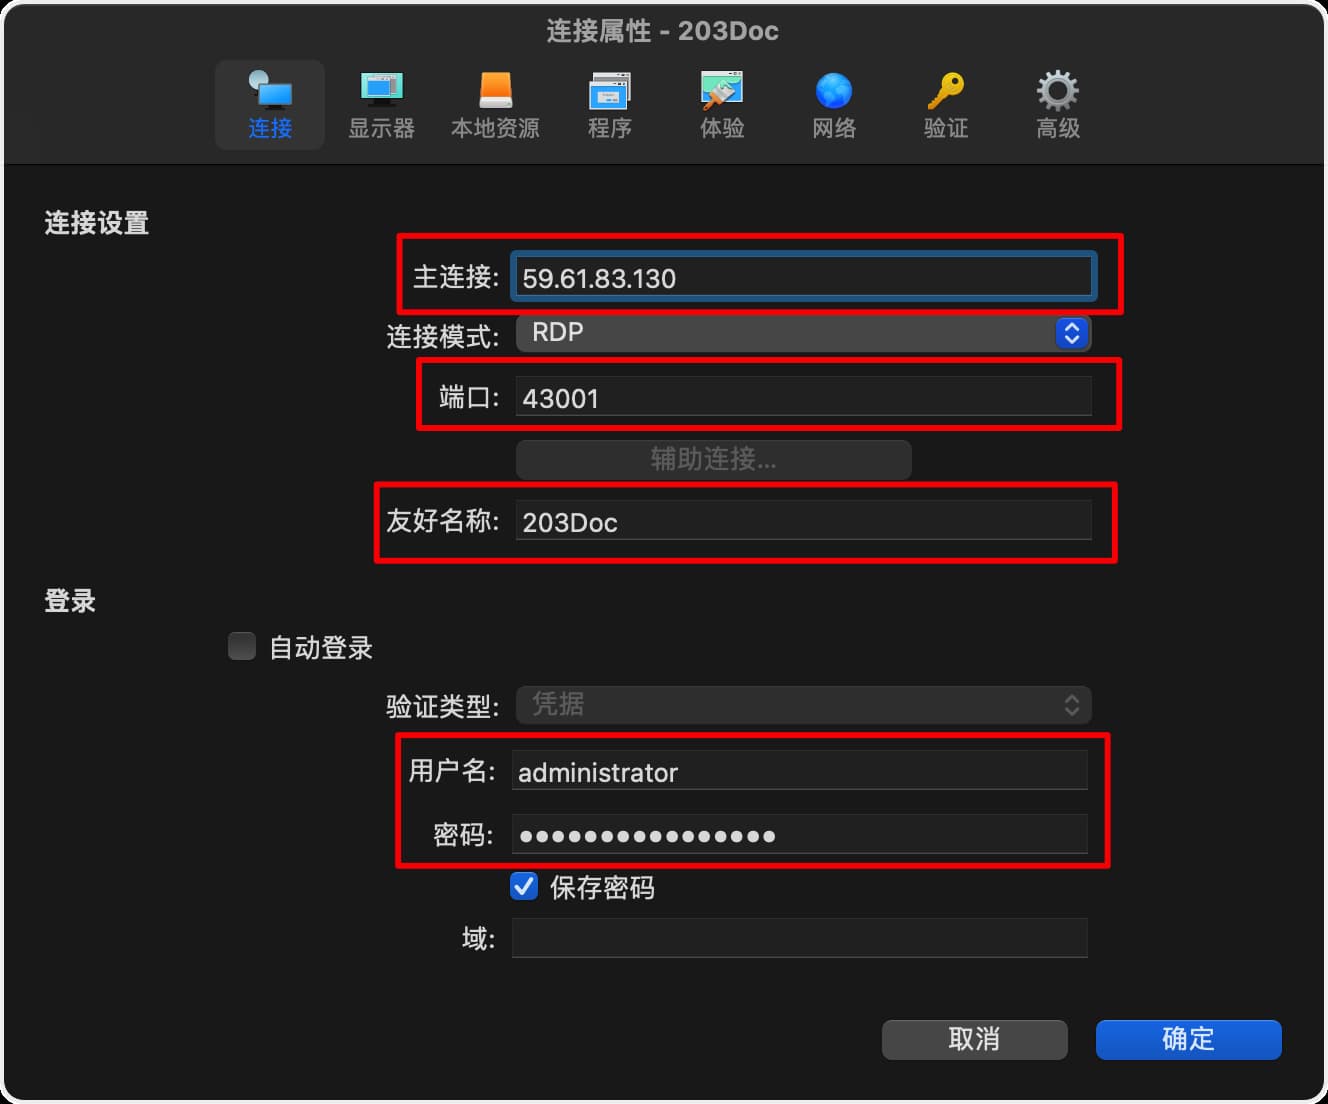 连接属性 - 203Doc
连接 显示器 本地资源 程序 体验 网络 验证 高级
连接设置
主连接: 59.61.83.130
连接模式: RDP
端口: 43001
辅助连接...
友好名称: 203Doc
登录
自动登录
验证类型: 凭据
用户名: administrator
密码: ●●●●●●●●●●●●●●●●
保存密码
域:
取消 确定